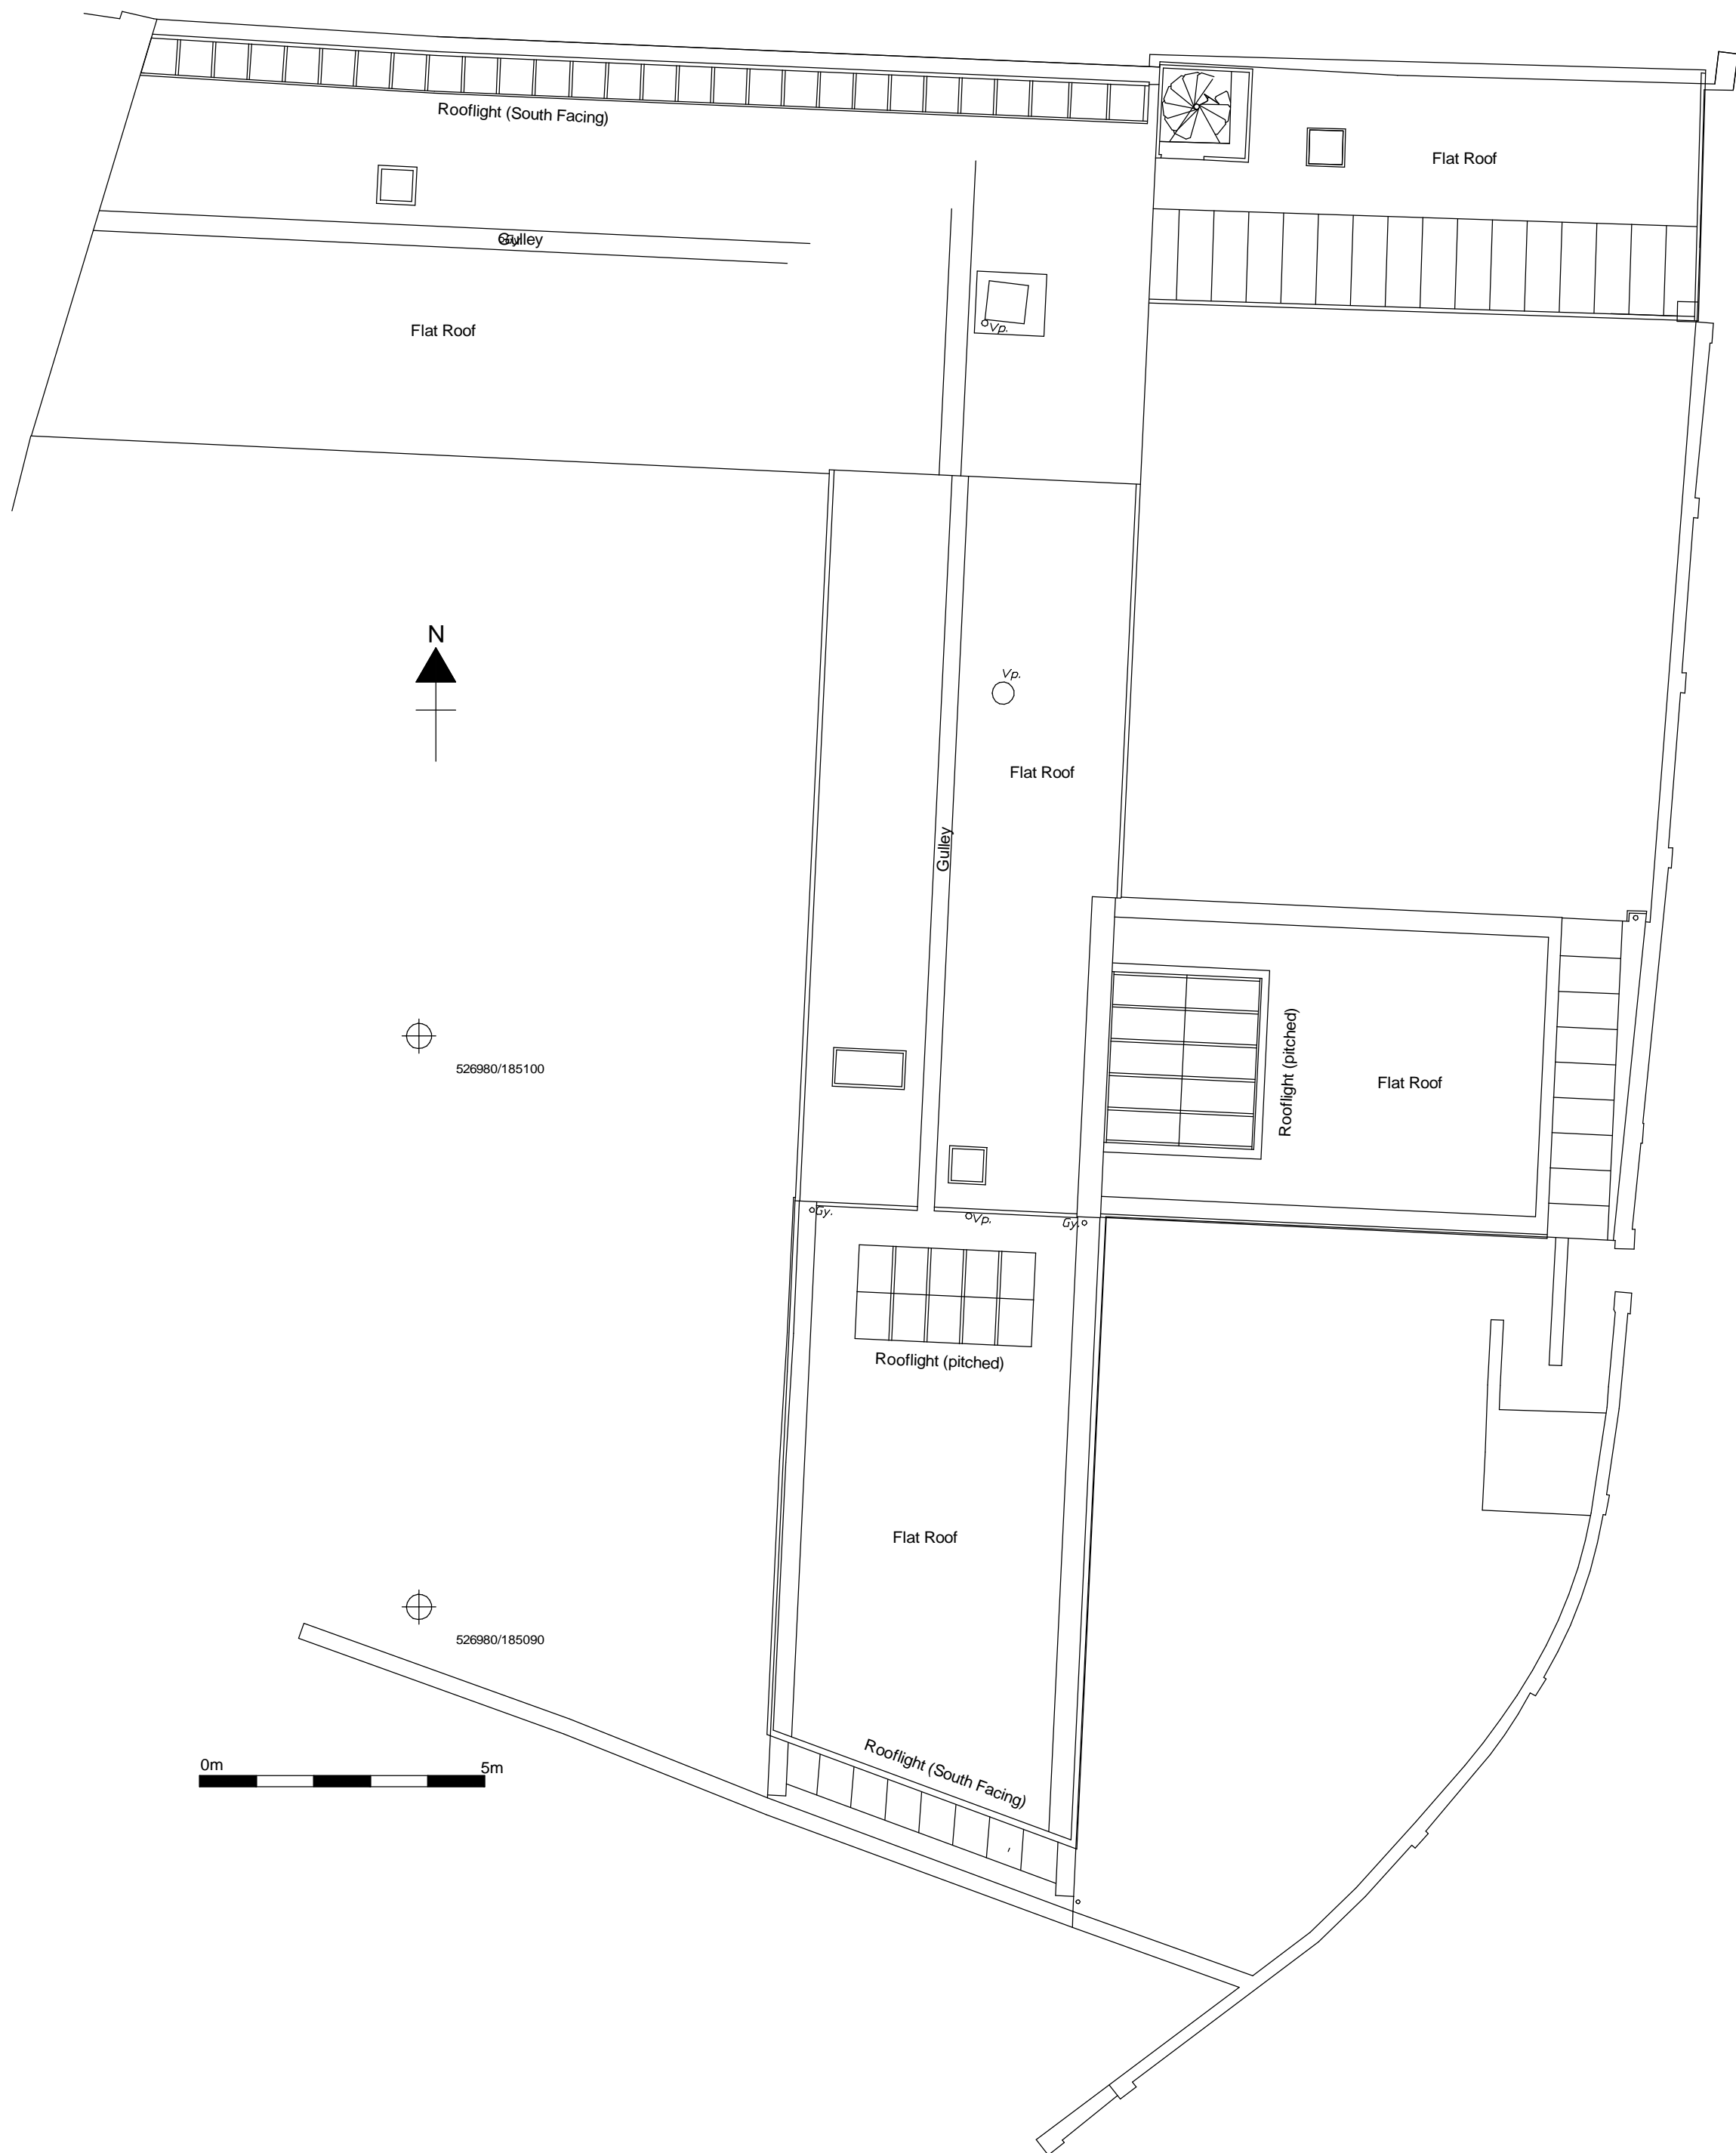 Rooflight (South Facing)
Flat Roof
Gulley
Flat Roof
Vp.
N
Vp.
Flat Roof
Gulley
Rooflight (pitched)
Flat Roof
526980/185100
Gy.
Vp.
Gy.
Rooflight (pitched)
Flat Roof
526980/185090
Rooflight (South Facing)
0m
5m